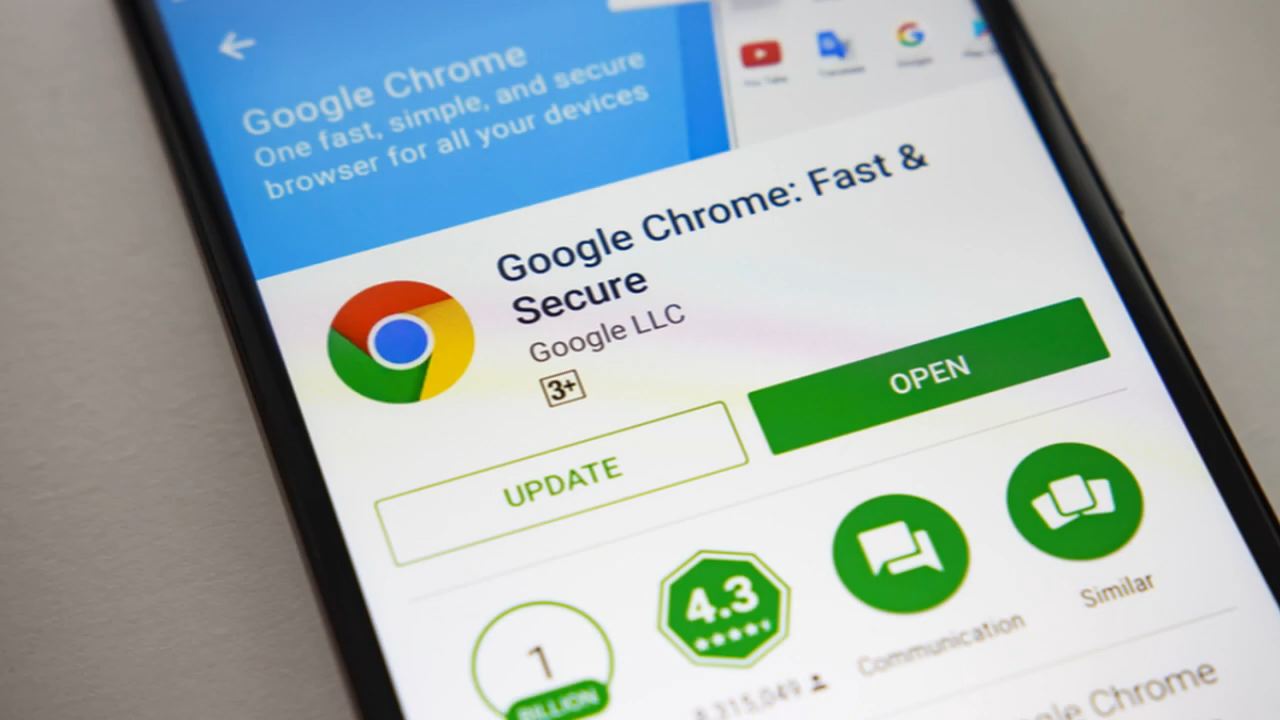 Google Chrome
One fast, simple, and secure
browser for all your devices
Google Chrome: Fast &
Secure
Google LLC
3+
UPDATE
OPEN
1
BILLION
4.3
Communication
Similar
Chrome